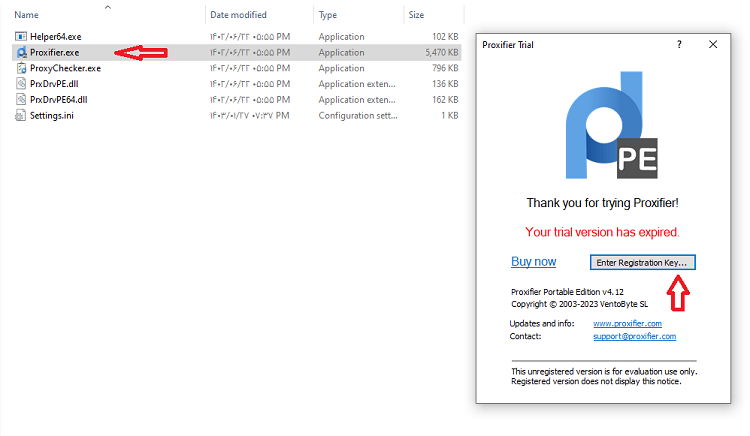 Name Date modified Type Size
Helper64.exe ۱۴۰۲/۰۶/۲۲ ۰۵:۵۵ PM Application 102 KB
Proxifier.exe ۱۴۰۲/۰۶/۲۲ ۰۵:۵۵ PM Application 5,470 KB
ProxyChecker.exe ۱۴۰۲/۰۶/۲۲ ۰۵:۵۵ PM Application 796 KB
PrxDrvPE.dll ۱۴۰۲/۰۶/۲۲ ۰۵:۵۵ PM Application exten... 136 KB
PrxDrvPE64.dll ۱۴۰۲/۰۶/۲۲ ۰۵:۵۵ PM Application exten... 162 KB
Settings.ini ۱۴۰۳/۰۱/۲۷ ۰۷:۳۷ PM Configuration sett... 1 KB
Proxifier Trial
PE
Thank you for trying Proxifier!
Your trial version has expired.
Buy now Enter Registration Key...
Proxifier Portable Edition v4.12
Copyright © 2003-2023 VentoByte SL
Updates and info: www.proxifier.com
Contact: support@proxifier.com
This unregistered version is for evaluation use only.
Registered version does not display this notice.